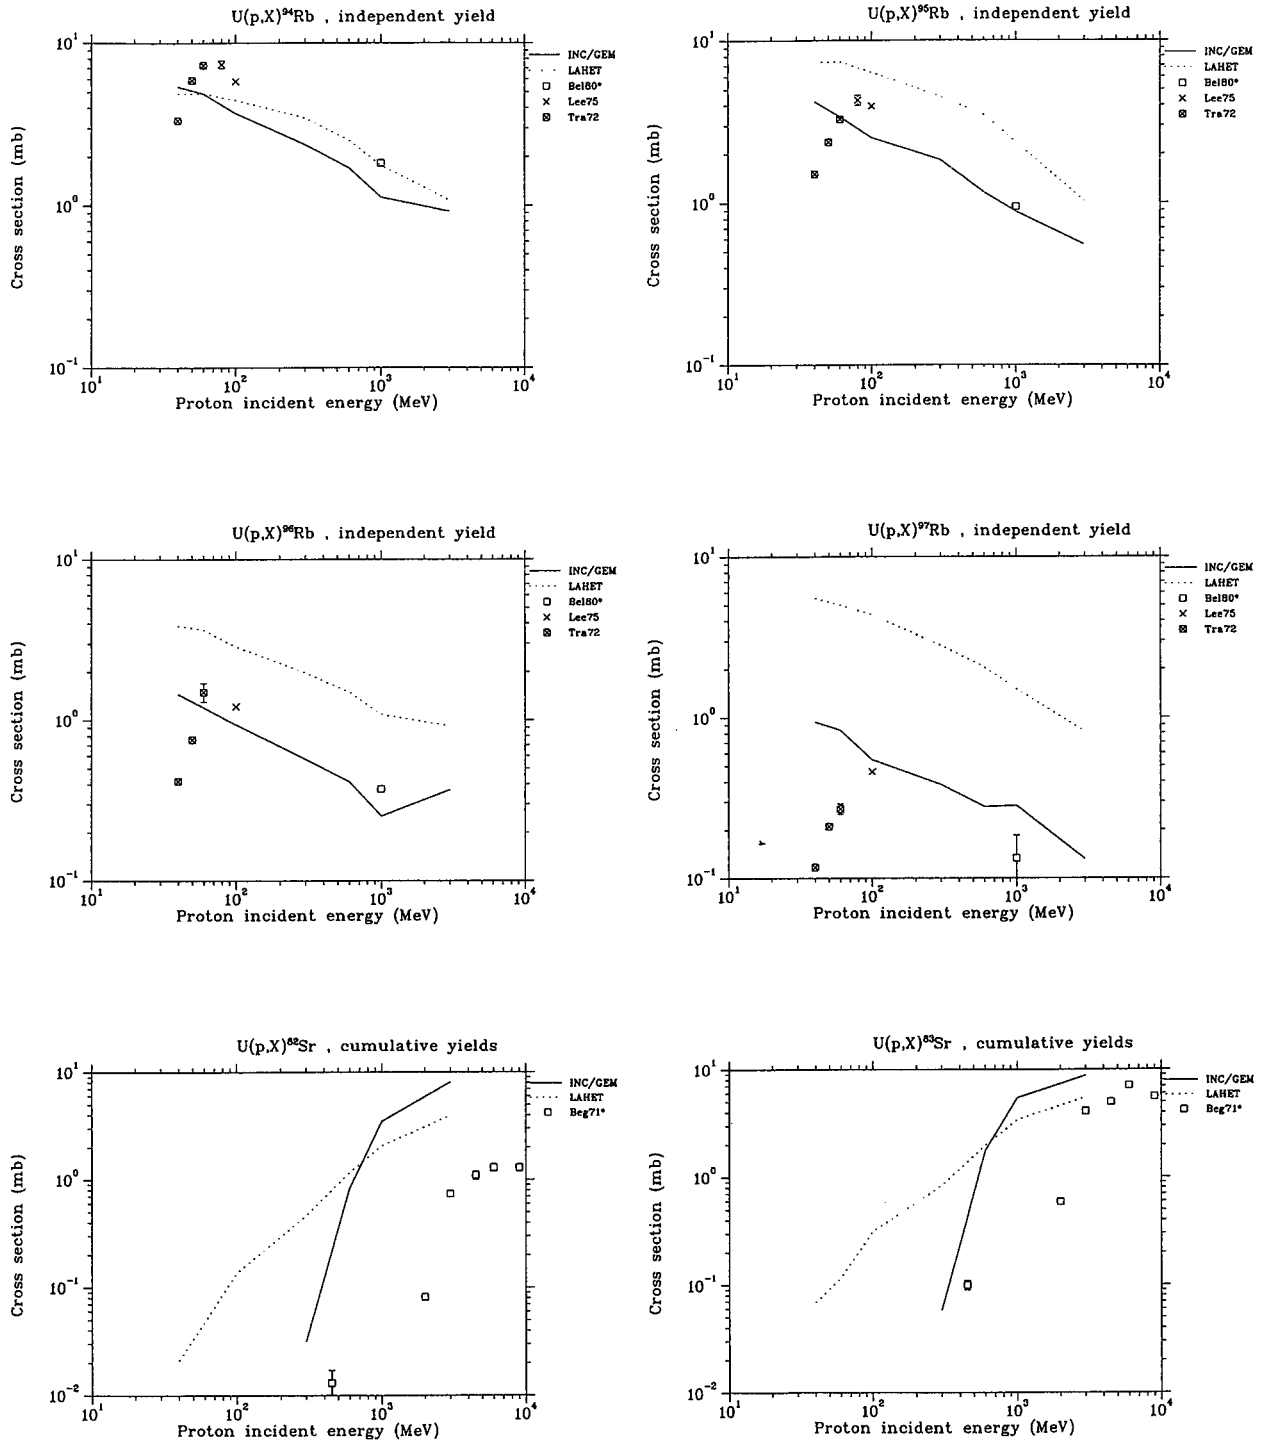 U(p,X)⁹⁴Rb , independent yield
10¹
10⁰
10⁻¹
Cross section (mb)
10¹ 10² 10³ 10⁴
Proton incident energy (MeV)
INC/GEM
LAHET
Bel80*
Lee75
Tra72
U(p,X)⁹⁵Rb , independent yield
10¹
10⁰
10⁻¹
Cross section (mb)
10¹ 10² 10³ 10⁴
Proton incident energy (MeV)
INC/GEM
LAHET
Bel80*
Lee75
Tra72
U(p,X)⁹⁶Rb , independent yield
10¹
10⁰
10⁻¹
Cross section (mb)
10¹ 10² 10³ 10⁴
Proton incident energy (MeV)
INC/GEM
LAHET
Bel80*
Lee75
Tra72
U(p,X)⁹⁷Rb , independent yield
10¹
10⁰
10⁻¹
Cross section (mb)
10¹ 10² 10³ 10⁴
Proton incident energy (MeV)
INC/GEM
LAHET
Bel80*
Lee75
Tra72
U(p,X)⁸²Sr , cumulative yields
10¹
10⁰
10⁻¹
10⁻²
Cross section (mb)
10¹ 10² 10³ 10⁴
Proton incident energy (MeV)
INC/GEM
LAHET
Beg71*
U(p,X)⁸³Sr , cumulative yields
10¹
10⁰
10⁻¹
10⁻²
Cross section (mb)
10¹ 10² 10³ 10⁴
Proton incident energy (MeV)
INC/GEM
LAHET
Beg71*